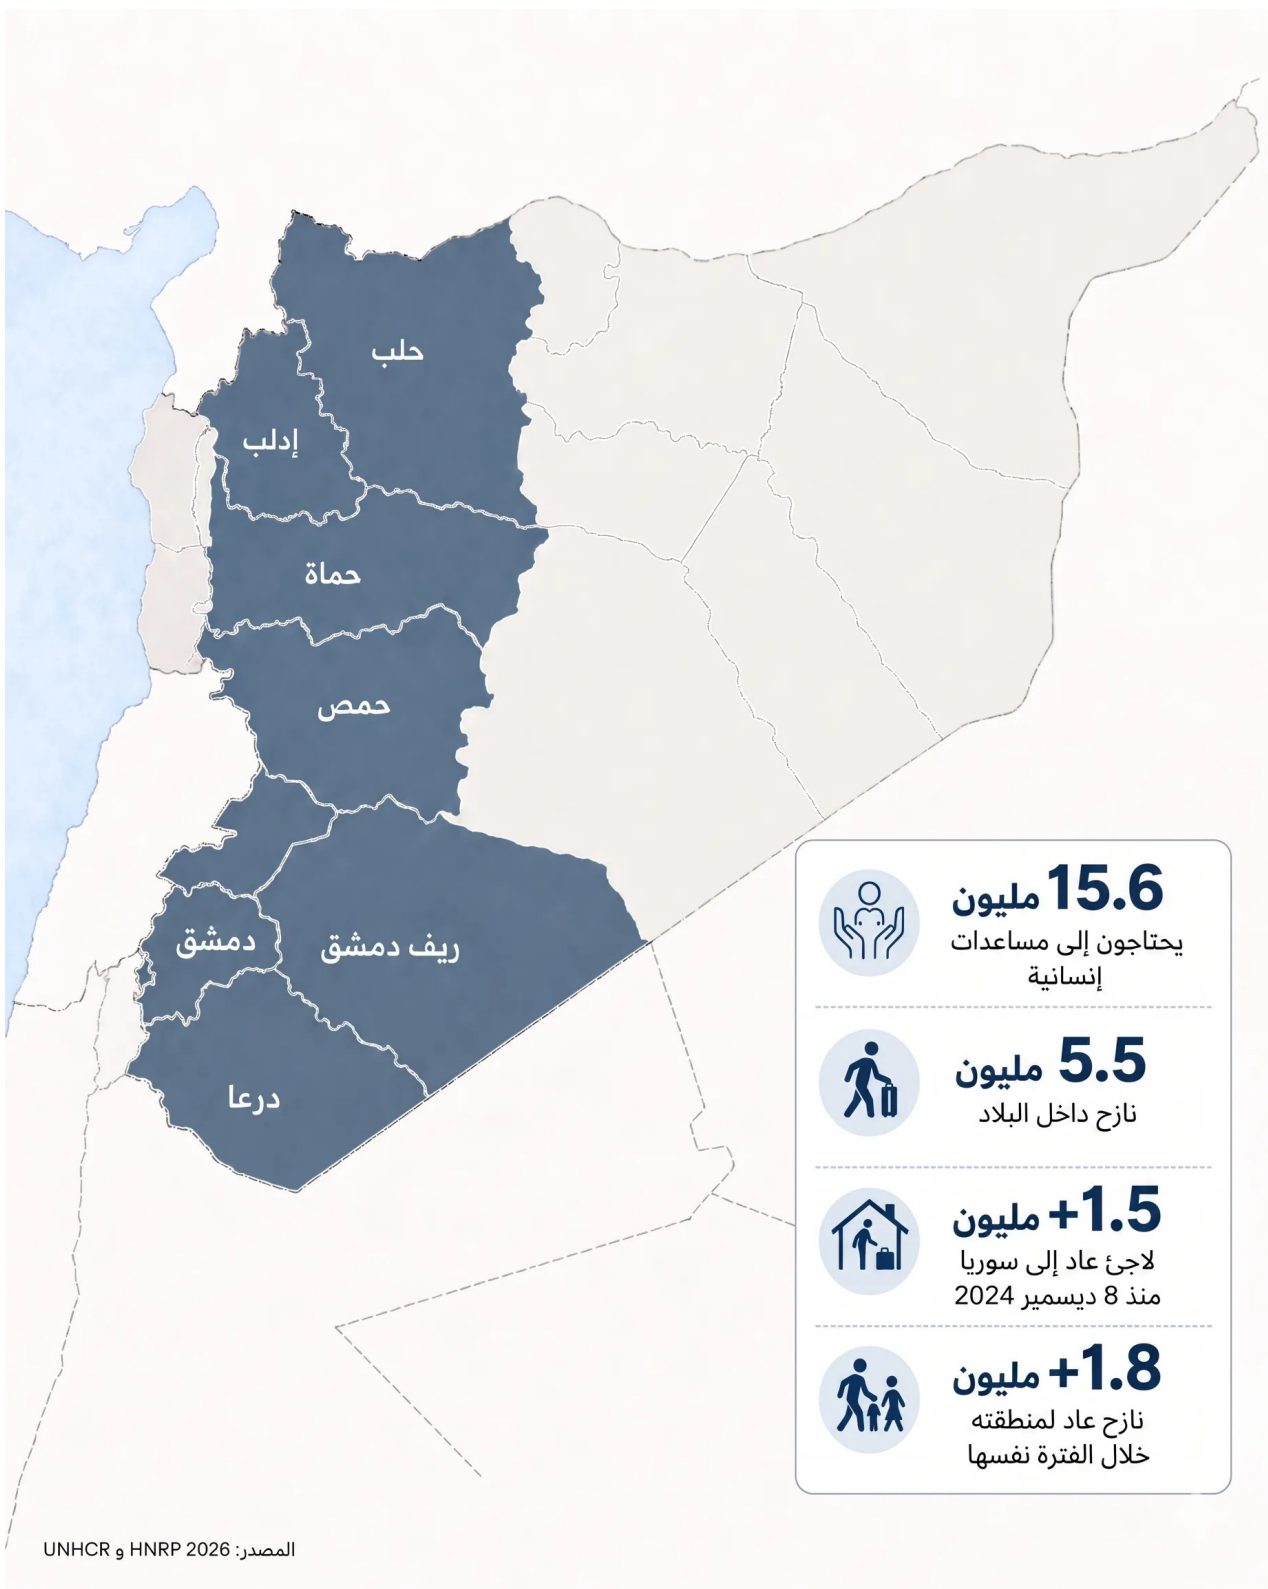 حلب
إدلب
حماة
حمص
دمشق
ريف دمشق
درعا
15.6 مليون
يحتاجون إلى مساعدات
إنسانية
5.5 مليون
نازح داخل البلاد
+1.5 مليون
لاجئ عاد إلى سوريا
منذ 8 ديسمبر 2024
+1.8 مليون
نازح عاد لمنطقته
خلال الفترة نفسها
المصدر: HNRP 2026 و UNHCR